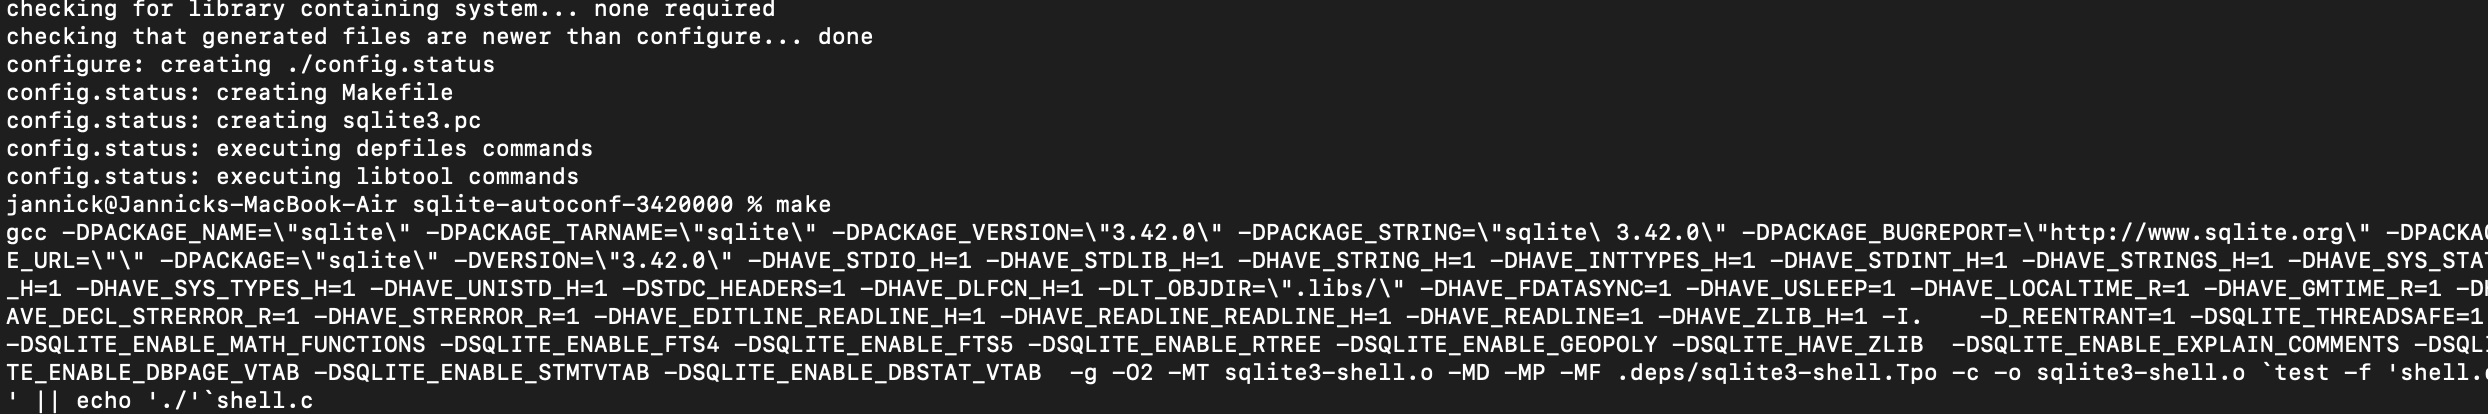 checking for library containing system... none required
checking that generated files are newer than configure... done
configure: creating ./config.status
config.status: creating Makefile
config.status: creating sqlite3.pc
config.status: executing depfiles commands
config.status: executing libtool commands
jannick@Jannicks-MacBook-Air sqlite-autoconf-3420000 % make
gcc -DPACKAGE_NAME=\"sqlite\" -DPACKAGE_TARNAME=\"sqlite\" -DPACKAGE_VERSION=\"3.42.0\" -DPACKAGE_STRING=\"sqlite\ 3.42.0\" -DPACKAGE_BUGREPORT=\"http://www.sqlite.org\" -DPACKAG
E_URL=\"\" -DPACKAGE=\"sqlite\" -DVERSION=\"3.42.0\" -DHAVE_STDIO_H=1 -DHAVE_STDLIB_H=1 -DHAVE_STRING_H=1 -DHAVE_INTTYPES_H=1 -DHAVE_STDINT_H=1 -DHAVE_STRINGS_H=1 -DHAVE_SYS_STAT
_H=1 -DHAVE_SYS_TYPES_H=1 -DHAVE_UNISTD_H=1 -DSTDC_HEADERS=1 -DHAVE_DLFCN_H=1 -DLT_OBJDIR=\".libs/\" -DHAVE_FDATASYNC=1 -DHAVE_USLEEP=1 -DHAVE_LOCALTIME_R=1 -DHAVE_GMTIME_R=1 -DH
AVE_DECL_STRERROR_R=1 -DHAVE_STRERROR_R=1 -DHAVE_EDITLINE_READLINE_H=1 -DHAVE_READLINE_READLINE_H=1 -DHAVE_READLINE=1 -DHAVE_ZLIB_H=1 -I.    -D_REENTRANT=1 -DSQLITE_THREADSAFE=1
-DSQLITE_ENABLE_MATH_FUNCTIONS -DSQLITE_ENABLE_FTS4 -DSQLITE_ENABLE_FTS5 -DSQLITE_ENABLE_RTREE -DSQLITE_ENABLE_GEOPOLY -DSQLITE_HAVE_ZLIB  -DSQLITE_ENABLE_EXPLAIN_COMMENTS -DSQLI
TE_ENABLE_DBPAGE_VTAB -DSQLITE_ENABLE_STMTVTAB -DSQLITE_ENABLE_DBSTAT_VTAB  -g -O2 -MT sqlite3-shell.o -MD -MP -MF .deps/sqlite3-shell.Tpo -c -o sqlite3-shell.o `test -f 'shell.c
' || echo './'`shell.c